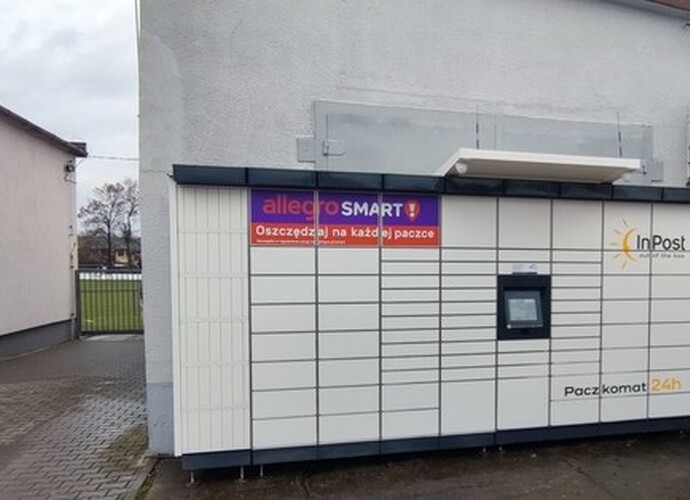 allegro SMART!
Oszczędzaj na każdej paczce
InPost
out of the box
Paczkomat 24h